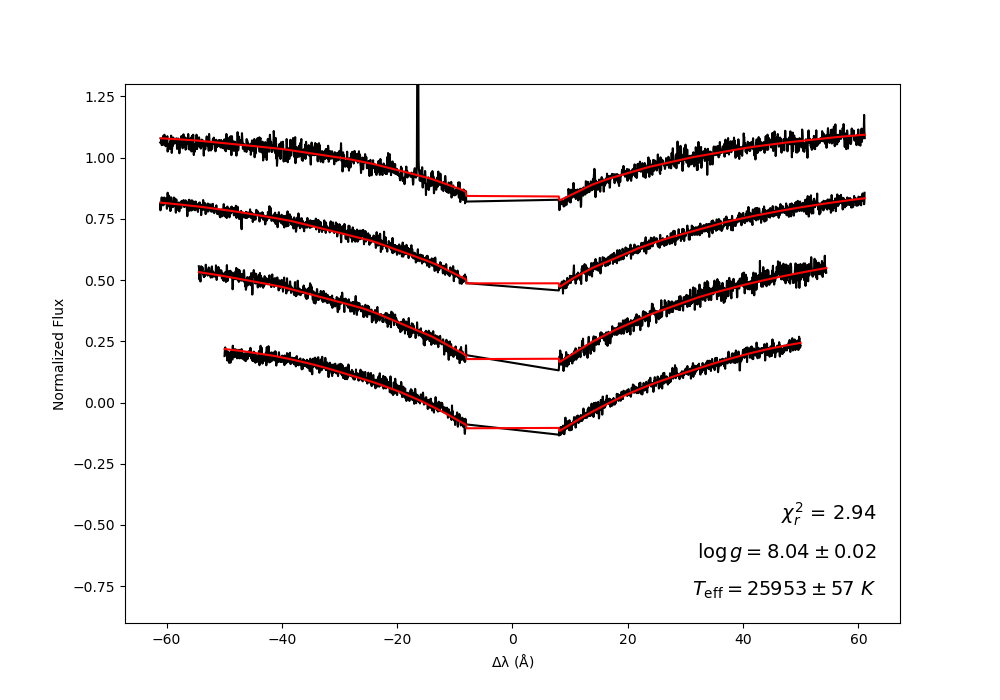 1.25
1.00
0.75
0.50
0.25
0.00
−0.25
−0.50
−0.75
Normalized Flux
χ²ᵣ = 2.94
log g = 8.04 ± 0.02
T_eff = 25953 ± 57 K
−60 −40 −20 0 20 40 60
Δλ (Å)